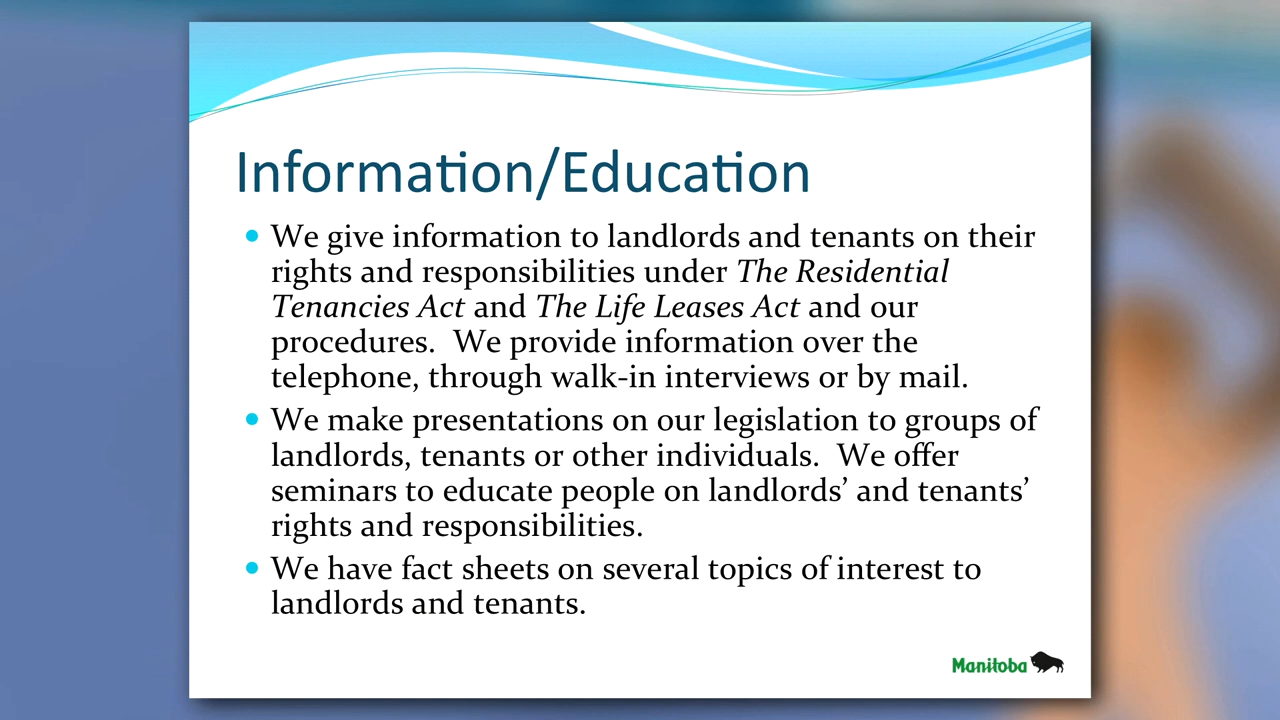 Information/Education
• We give information to landlords and tenants on their
rights and responsibilities under The Residential
Tenancies Act and The Life Leases Act and our
procedures.  We provide information over the
telephone, through walk-in interviews or by mail.
• We make presentations on our legislation to groups of
landlords, tenants or other individuals.  We offer
seminars to educate people on landlords’ and tenants’
rights and responsibilities.
• We have fact sheets on several topics of interest to
landlords and tenants.
Manitoba